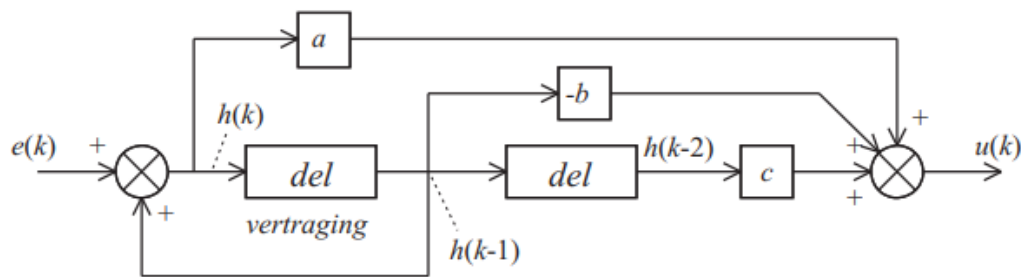 a
+
-b
h(k)
e(k)
+
del
del
h(k-2)
c
+
+
u(k)
+
vertraging
h(k-1)